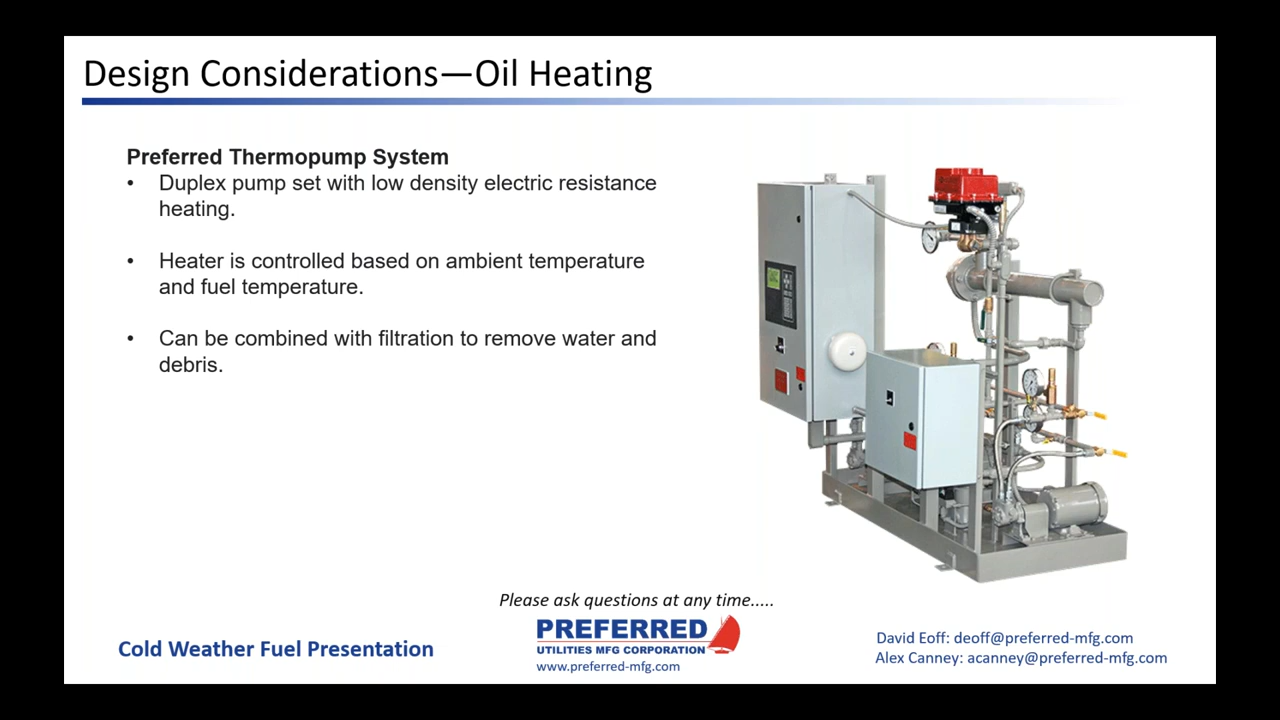 Design Considerations—Oil Heating
Preferred Thermopump System
• Duplex pump set with low density electric resistance
heating.
• Heater is controlled based on ambient temperature
and fuel temperature.
• Can be combined with filtration to remove water and
debris.
Please ask questions at any time.....
Cold Weather Fuel Presentation
PREFERRED
UTILITIES MFG CORPORATION
www.preferred-mfg.com
David Eoff: deoff@preferred-mfg.com
Alex Canney: acanney@preferred-mfg.com